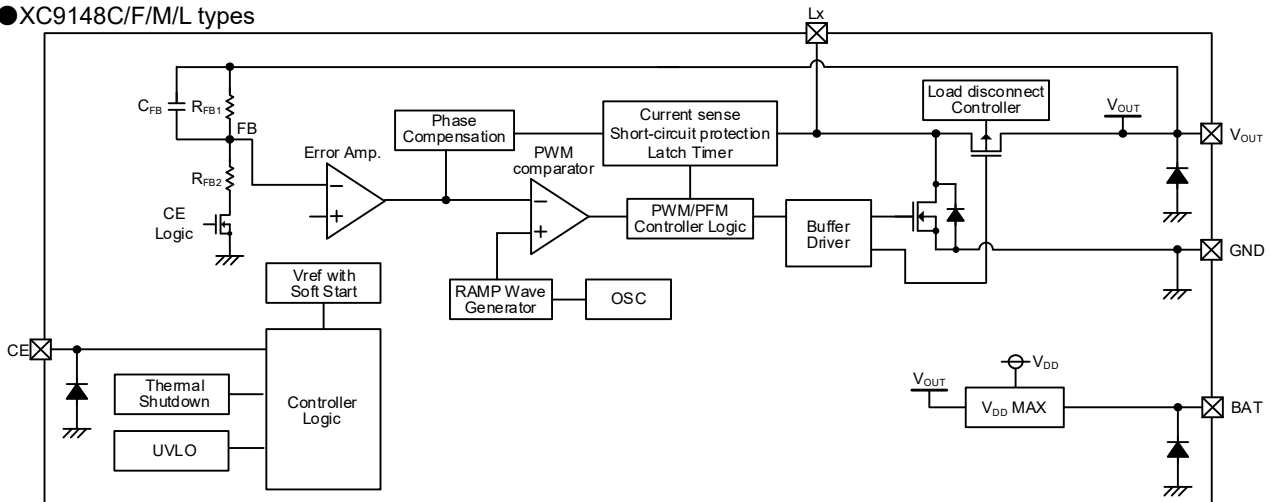 ●XC9148C/F/M/L types
Lx
CFB
RFB1
FB
RFB2
CE
Logic
Error Amp.
Phase
Compensation
PWM
comparator
Current sense
Short-circuit protection
Latch Timer
PWM/PFM
Controller Logic
Buffer
Driver
Load disconnect
Controller
VOUT
VOUT
GND
Vref with
Soft Start
RAMP Wave
Generator
OSC
CE
Thermal
Shutdown
UVLO
Controller
Logic
VOUT
VDD
VDD MAX
BAT
−
+
−
+